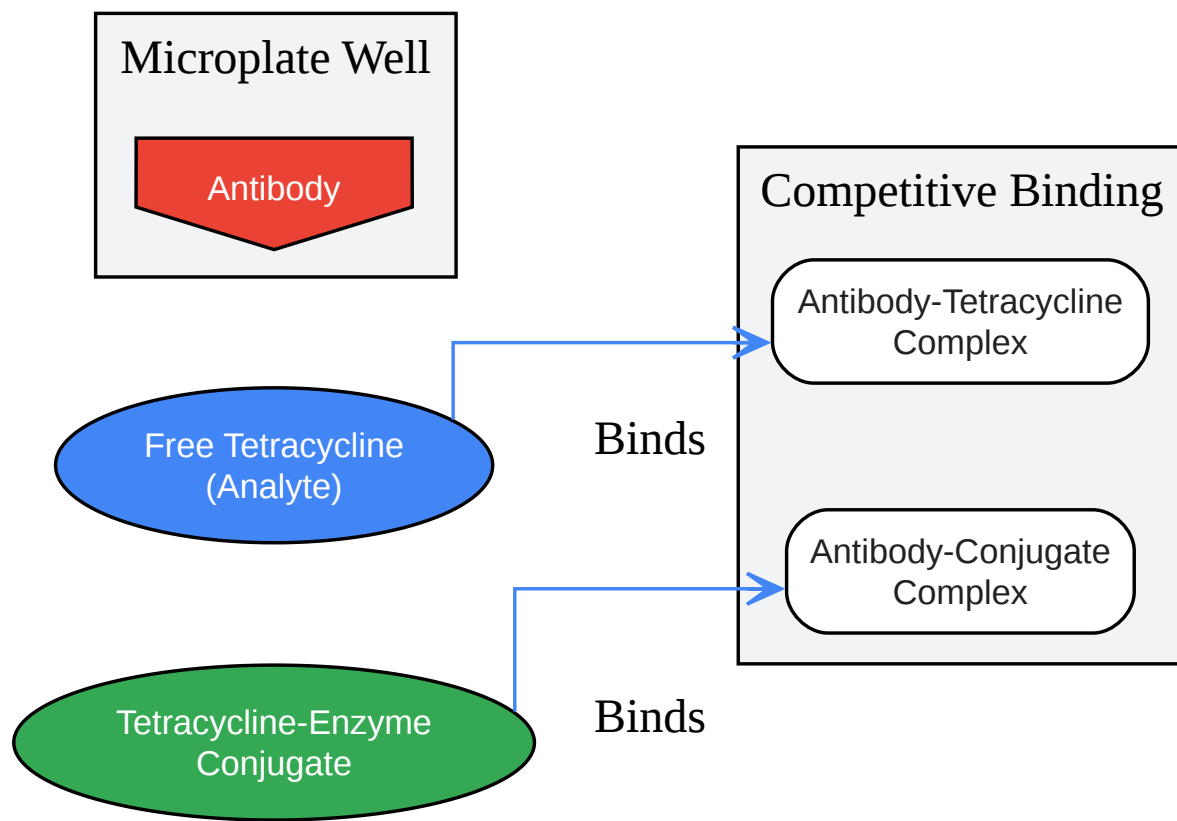 Microplate Well
Antibody
Competitive Binding
Antibody-Tetracycline
Complex
Free Tetracycline
(Analyte)
Binds
Antibody-Conjugate
Complex
Tetracycline-Enzyme
Conjugate
Binds